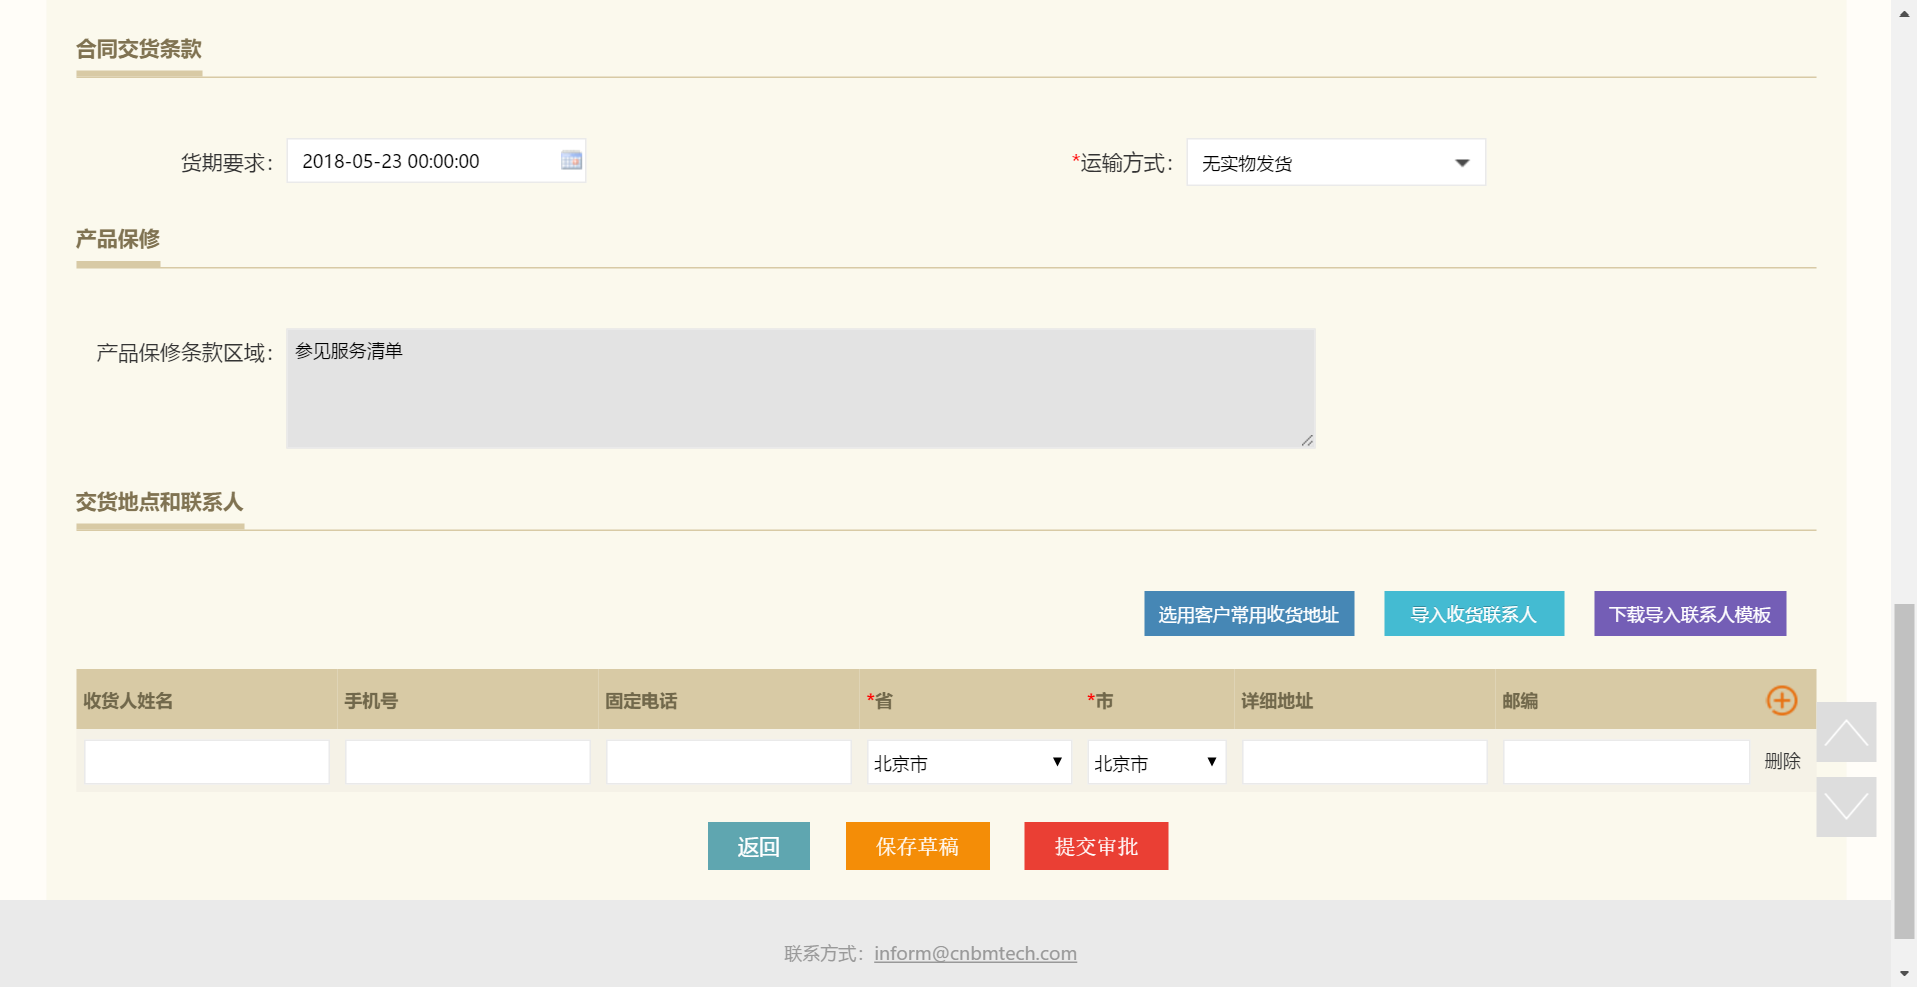 合同交货条款
货期要求： 2018-05-23 00:00:00 *运输方式： 无实物发货
产品保修
产品保修条款区域： 参见服务清单
交货地点和联系人
选用客户常用收货地址 导入收货联系人 下载导入联系人模板
收货人姓名 手机号 固定电话 *省 *市 详细地址 邮编
北京市 北京市 删除
返回 保存草稿 提交审批
联系方式： inform@cnbmtech.com